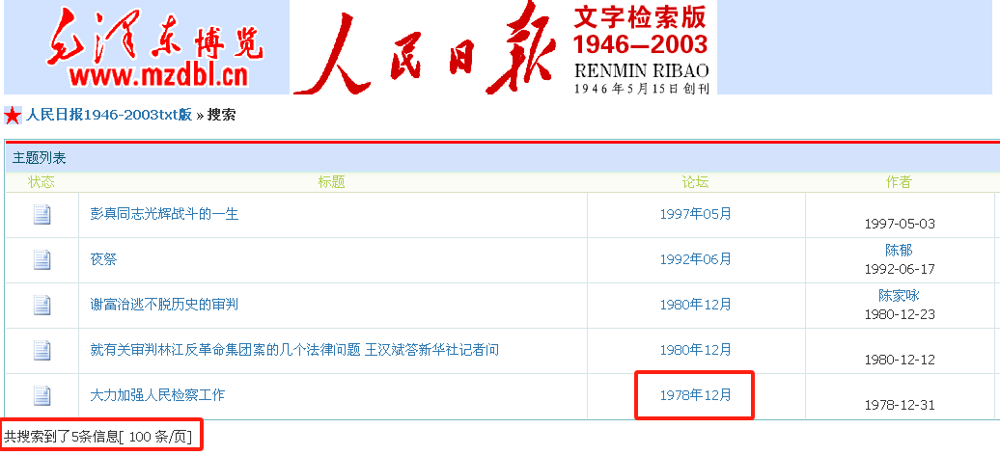 毛泽东博览
www.mzdbl.cn
人民日报
文字检索版
1946—2003
RENMIN RIBAO
1946年5月15日创刊
人民日报1946-2003txt版 » 搜索
主题列表
状态 标题 论坛 作者
彭真同志光辉战斗的一生 1997年05月 1997-05-03
夜祭 1992年06月 陈郁
1992-06-17
谢富治逃不脱历史的审判 1980年12月 陈家咏
1980-12-23
就有关审判林江反革命集团案的几个法律问题 王汉斌答新华社记者问 1980年12月 1980-12-12
大力加强人民检察工作 1978年12月 1978-12-31
共搜索到了5条信息[ 100 条/页]